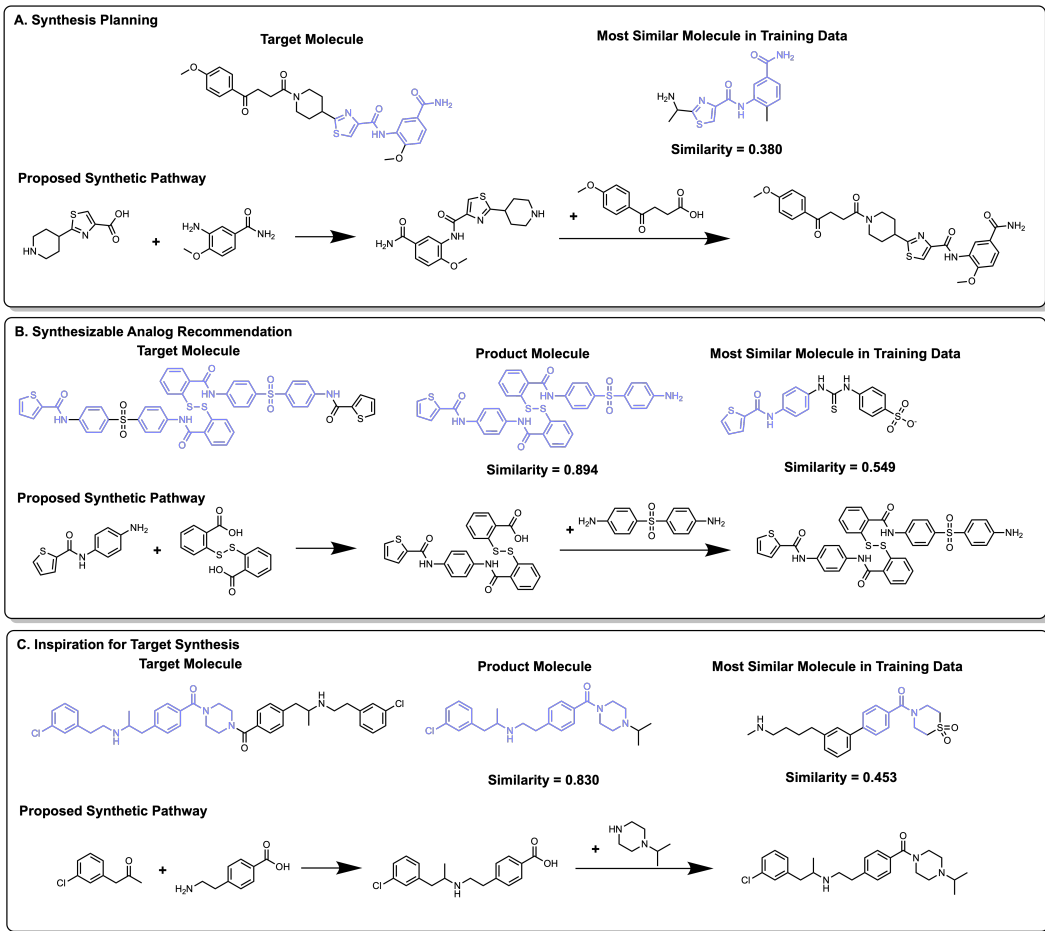 A. Synthesis Planning
Target Molecule
Most Similar Molecule in Training Data
Similarity = 0.380
Proposed Synthetic Pathway
+
+
B. Synthesizable Analog Recommendation
Target Molecule
Product Molecule
Most Similar Molecule in Training Data
Similarity = 0.894
Similarity = 0.549
Proposed Synthetic Pathway
+
+
C. Inspiration for Target Synthesis
Target Molecule
Product Molecule
Most Similar Molecule in Training Data
Similarity = 0.830
Similarity = 0.453
Proposed Synthetic Pathway
+
+